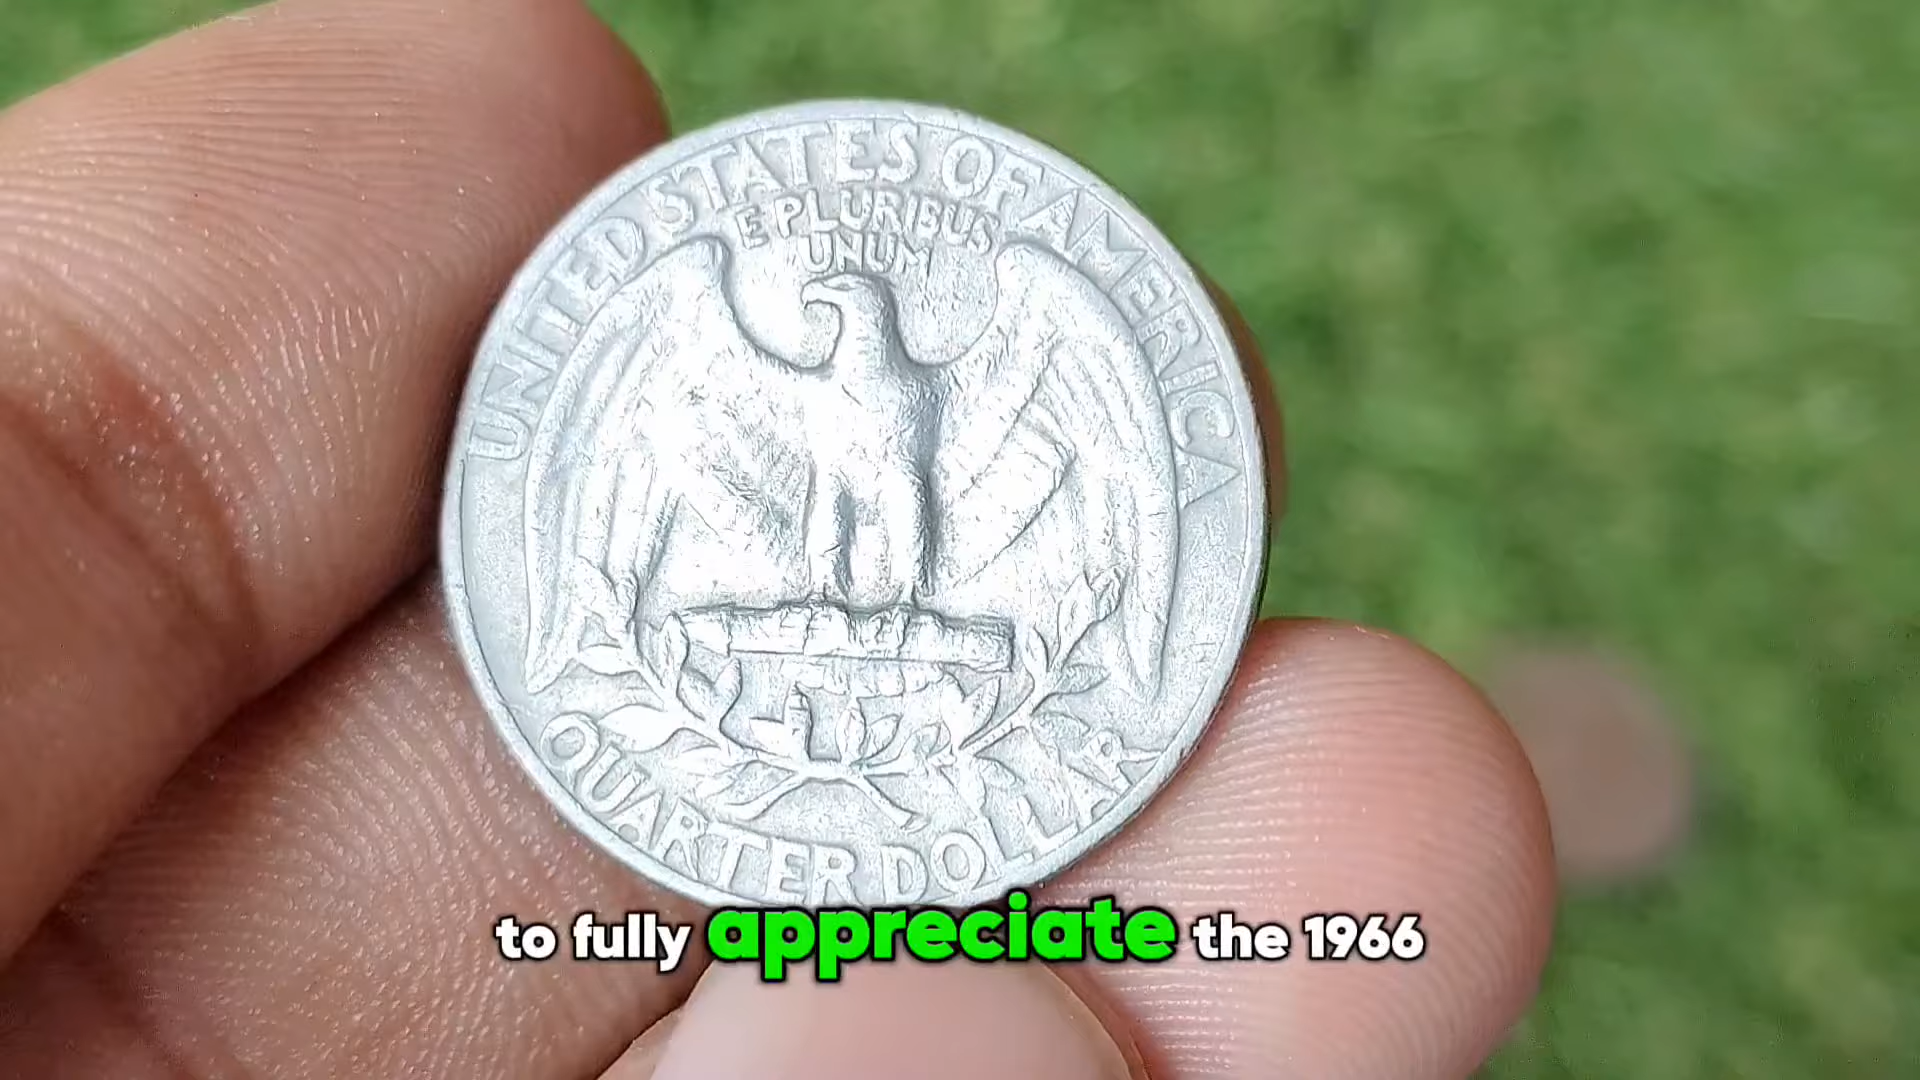 UNITED STATES OF AMERICA
E PLURIBUS
UNUM
QUARTER DOLLAR
to fully appreciate the 1966